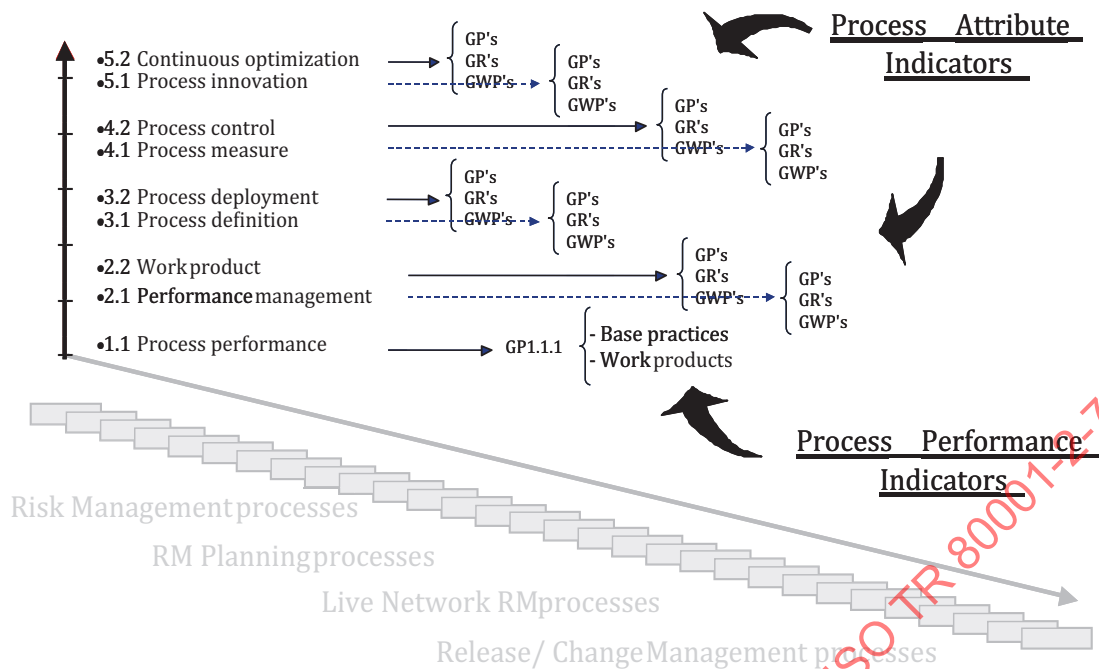 Process Attribute
Indicators
•5.2 Continuous optimization
•5.1 Process innovation
GP's
GR's
GWP's
GP's
GR's
GWP's
•4.2 Process control
•4.1 Process measure
GP's
GR's
GWP's
GP's
GR's
GWP's
•3.2 Process deployment
•3.1 Process definition
GP's
GR's
GWP's
GP's
GR's
GWP's
•2.2 Work product
•2.1 Performance management
GP's
GR's
GWP's
GP's
GR's
GWP's
•1.1 Process performance
GP1.1.1
- Base practices
- Work products
Process Performance
Indicators
Risk Management processes
RM Planning processes
Live Network RM processes
Release/ Change Management processes
ISO TR 80001-2-7